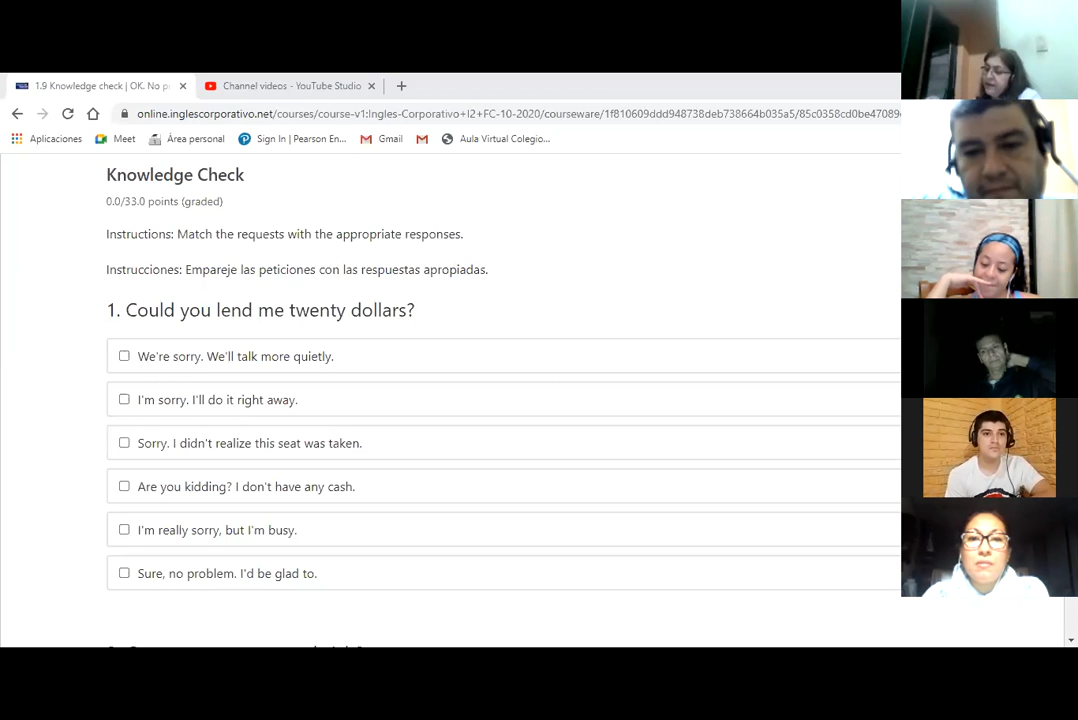 1.9 Knowledge check | OK. No pr
Channel videos - YouTube Studio
online.inglescorporativo.net/courses/course-v1:Ingles-Corporativo+I2+FC-10-2020/courseware/1f810609ddd948738deb738664b035a5/85c0358cd0be47089
Aplicaciones Meet Área personal Sign In | Pearson En... Gmail Aula Virtual Colegio...
Knowledge Check
0.0/33.0 points (graded)
Instructions: Match the requests with the appropriate responses.
Instrucciones: Empareje las peticiones con las respuestas apropiadas.
1. Could you lend me twenty dollars?
We're sorry. We'll talk more quietly.
I'm sorry. I'll do it right away.
Sorry. I didn't realize this seat was taken.
Are you kidding? I don't have any cash.
I'm really sorry, but I'm busy.
Sure, no problem. I'd be glad to.